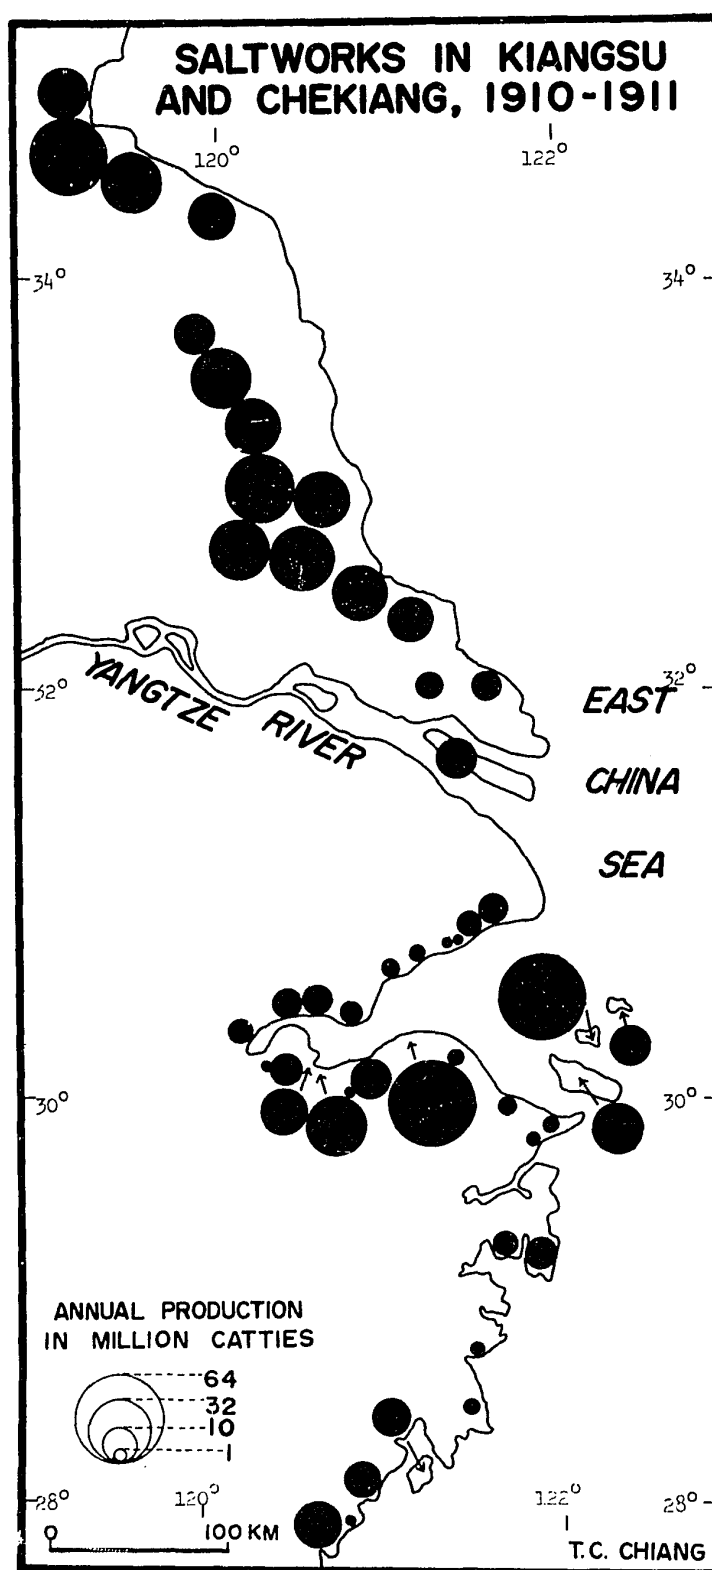 SALTWORKS IN KIANGSU
AND CHEKIANG, 1910-1911
120°
122°
34°
34°
32°
32°
YANGTZE RIVER
EAST
CHINA
SEA
30°
30°
ANNUAL PRODUCTION
IN MILLION CATTIES
64
32
10
1
28°
120°
122°
28°
0
100 KM
T.C. CHIANG